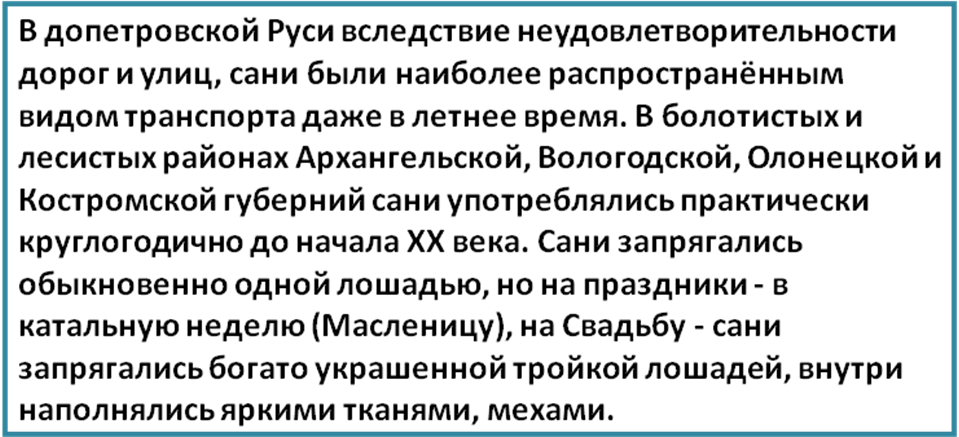 В допетровской Руси вследствие неудовлетворительности
дорог и улиц, сани были наиболее распространённым
видом транспорта даже в летнее время. В болотистых и
лесистых районах Архангельской, Вологодской, Олонецкой и
Костромской губерний сани употреблялись практически
круглогодично до начала XX века. Сани запрягались
обыкновенно одной лошадью, но на праздники - в
катальную неделю (Масленицу), на Свадьбу - сани
запрягались богато украшенной тройкой лошадей, внутри
наполнялись яркими тканями, мехами.